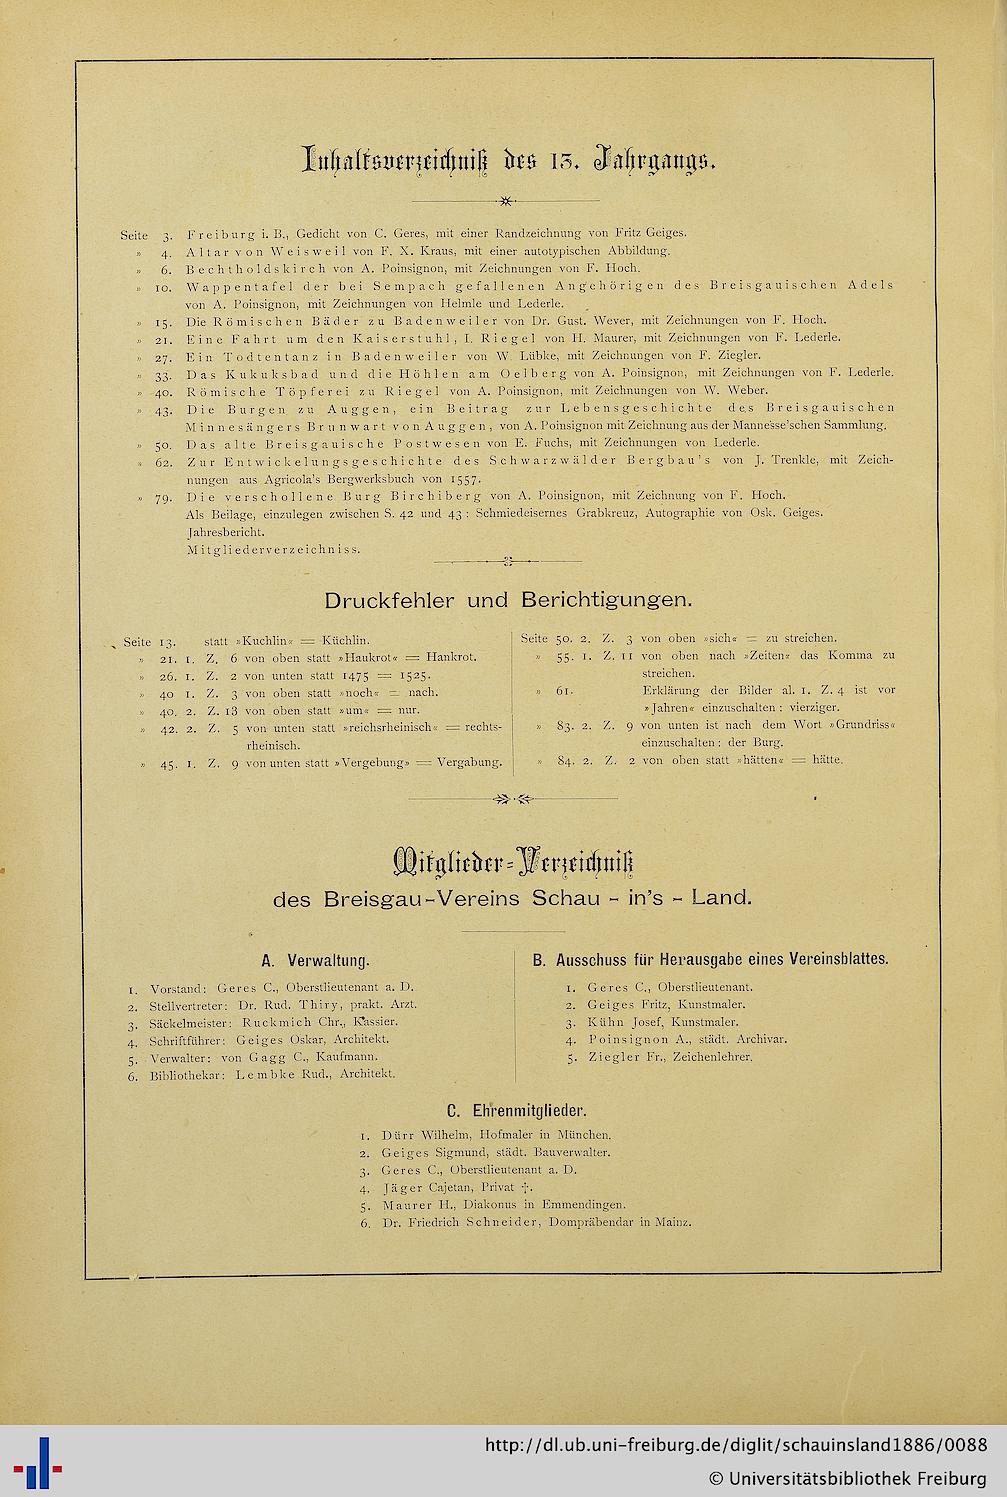 Inhaltsverzeichniß des 13. Jahrgangs.
Seite 3. Freiburg i. B., Gedicht von C. Geres, mit einer Randzeichnung von Fritz Geiges.
» 4. Altar von Weisweil von F. X. Kraus, mit einer autotypischen Abbildung.
» 6. Bechtholdskirch von A. Poinsignon, mit Zeichnungen von F. Hoch.
» 10. Wappentafel der bei Sempach gefallenen Angehörigen des Breisgauischen Adels
von A. Poinsignon, mit Zeichnungen von Helmle und Lederle.
» 15. Die Römischen Bäder zu Badenweiler von Dr. Gust. Wever, mit Zeichnungen von F. Hoch.
» 21. Eine Fahrt um den Kaiserstuhl, I. Riegel von H. Maurer, mit Zeichnungen von F. Lederle.
» 27. Ein Todtentanz in Badenweiler von W. Lübke, mit Zeichnungen von F. Ziegler.
» 33. Das Kukuksbad und die Höhlen am Oelberg von A. Poinsignon, mit Zeichnungen von F. Lederle.
» 40. Römische Töpferei zu Riegel von A. Poinsignon, mit Zeichnungen von W. Weber.
» 43. Die Burgen zu Auggen, ein Beitrag zur Lebensgeschichte des Breisgauischen
Minnesängers Brunwart von Auggen, von A. Poinsignon mit Zeichnung aus der Mannesse'schen Sammlung.
» 50. Das alte Breisgauische Postwesen von E. Fuchs, mit Zeichnungen von Lederle.
» 62. Zur Entwickelungsgeschichte des Schwarzwälder Bergbau's von J. Trenkle, mit Zeich-
nungen aus Agricola's Bergwerksbuch von 1557.
» 79. Die verschollene Burg Birchiberg von A. Poinsignon, mit Zeichnung von F. Hoch.
Als Beilage, einzulegen zwischen S. 42 und 43 : Schmiedeisernes Grabkreuz, Autographie von Osk. Geiges.
Jahresbericht.
Mitgliederverzeichniss.
Druckfehler und Berichtigungen.
Seite 13. statt »Kuchlin« = Küchlin.
» 21. 1. Z. 6 von oben statt »Haukrot« = Hankrot.
» 26. 1. Z. 2 von unten statt 1475 = 1525.
» 40 1. Z. 3 von oben statt »noch« = nach.
» 40. 2. Z. 13 von oben statt »um« = nur.
» 42. 2. Z. 5 von unten statt »reichsrheinisch« = rechts-
rheinisch.
» 45. 1. Z. 9 von unten statt »Vergebung» = Vergabung.
Seite 50. 2. Z. 3 von oben »sich« = zu streichen.
» 55. 1. Z. 11 von oben nach »Zeiten« das Komma zu
streichen.
» 61. Erklärung der Bilder al. 1. Z. 4 ist vor
»Jahren« einzuschalten : vierziger.
» 83. 2. Z. 9 von unten ist nach dem Wort »Grundriss«
einzuschalten : der Burg.
» 84. 2. Z. 2 von oben statt »hätten« = hätte.
Mitglieder-Verzeichniß
des Breisgau-Vereins Schau - in's - Land.
A. Verwaltung.
1. Vorstand: Geres C., Oberstlieutenant a. D.
2. Stellvertreter: Dr. Rud. Thiry, prakt. Arzt.
3. Säckelmeister: Ruckmich Chr., Kassier.
4. Schriftführer: Geiges Oskar, Architekt.
5. Verwalter: von Gagg C., Kaufmann.
6. Bibliothekar: Lembke Rud., Architekt.
B. Ausschuss für Herausgabe eines Vereinsblattes.
1. Geres C., Oberstlieutenant.
2. Geiges Fritz, Kunstmaler.
3. Kühn Josef, Kunstmaler.
4. Poinsignon A., städt. Archivar.
5. Ziegler Fr., Zeichenlehrer.
C. Ehrenmitglieder.
1. Dürr Wilhelm, Hofmaler in München.
2. Geiges Sigmund, städt. Bauverwalter.
3. Geres C., Oberstlieutenant a. D.
4. Jäger Cajetan, Privat †.
5. Maurer H., Diakonus in Emmendingen.
6. Dr. Friedrich Schneider, Dompräbendar in Mainz.
http://dl.ub.uni-freiburg.de/diglit/schauinsland1886/0088
© Universitätsbibliothek Freiburg